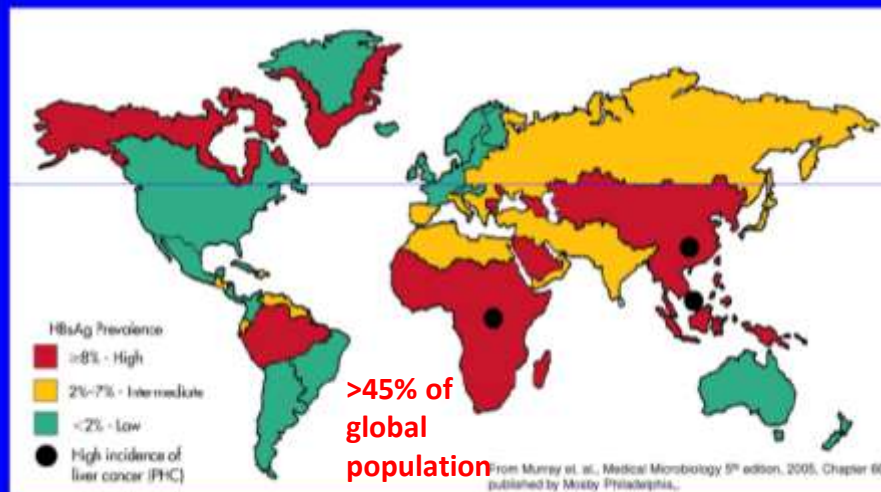 HBsAg Prevalence
≥8% - High
2%-7% - Intermediate
<2% - Low
High incidence of
liver cancer (PHC)
>45% of
global
population
From Murray et. al., Medical Microbiology 5th edition, 2005, Chapter 66
published by Mosby Philadelphia,,